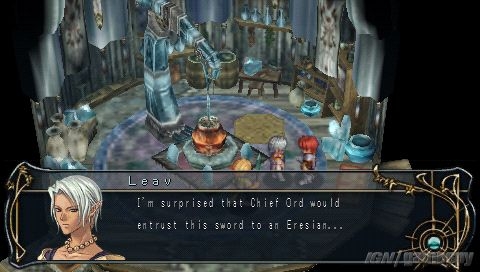 Leav
I'm surprised that Chief Ord would
entrust this sword to an Eresian...
IGN